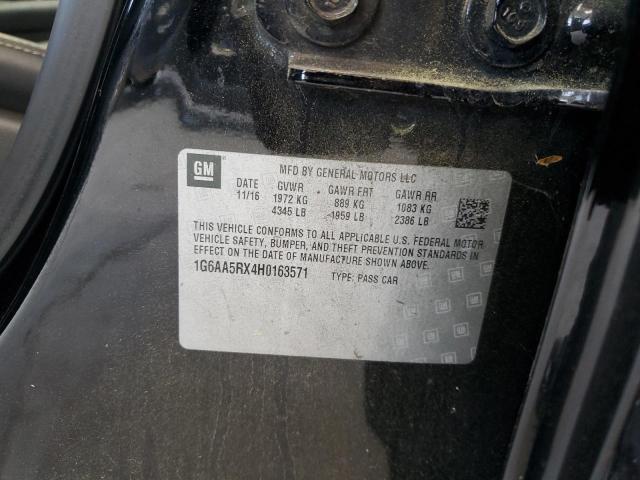 GM
MFD BY GENERAL MOTORS LLC
DATE GVWR GAWR FRT GAWR RR
11/16 1972 KG 889 KG 1083 KG
4345 LB 1959 LB 2386 LB
THIS VEHICLE CONFORMS TO ALL APPLICABLE U.S. FEDERAL MOTOR
VEHICLE SAFETY, BUMPER, AND THEFT PREVENTION STANDARDS IN
EFFECT ON THE DATE OF MANUFACTURE SHOWN ABOVE.
1G6AA5RX4H0163571 TYPE: PASS CAR